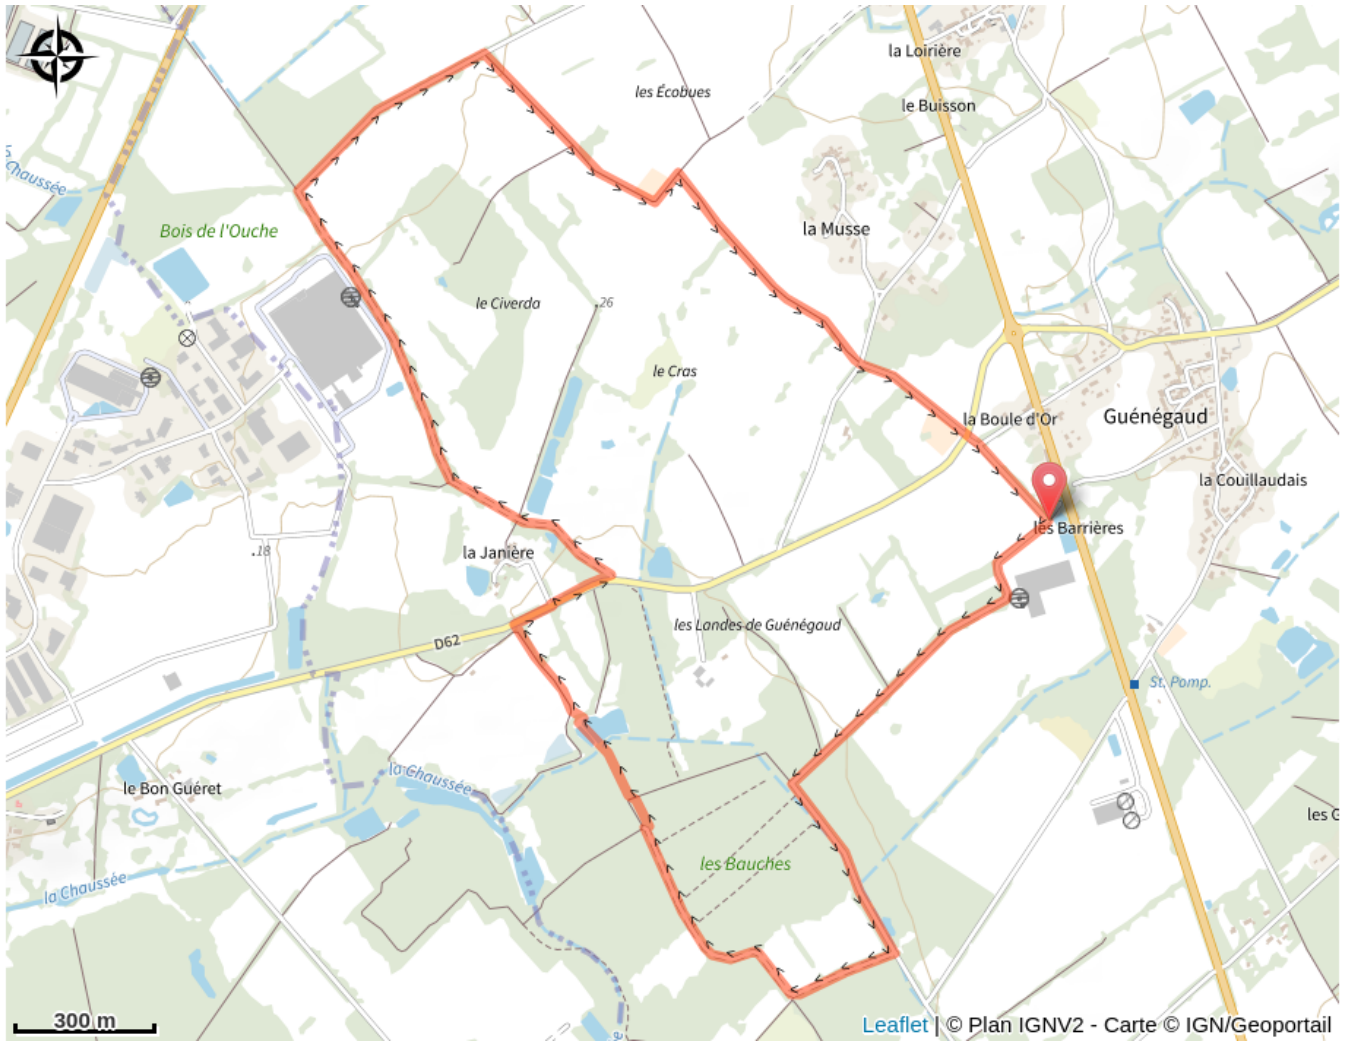 la Loirière
les Écobues
le Buisson
Chaussée
Bois de l'Ouche
la Musse
le Civerda
26
le Cras
la Boule d'Or
Guénégaud
la Couillaudais
les Barrières
18
la Janière
les Landes de Guénégaud
D62
St. Pomp.
la Chaussée
le Bon Guéret
les G
les Bauches
la Chaussée
300 m
Leaflet | © Plan IGNV2 - Carte © IGN/Geoportail